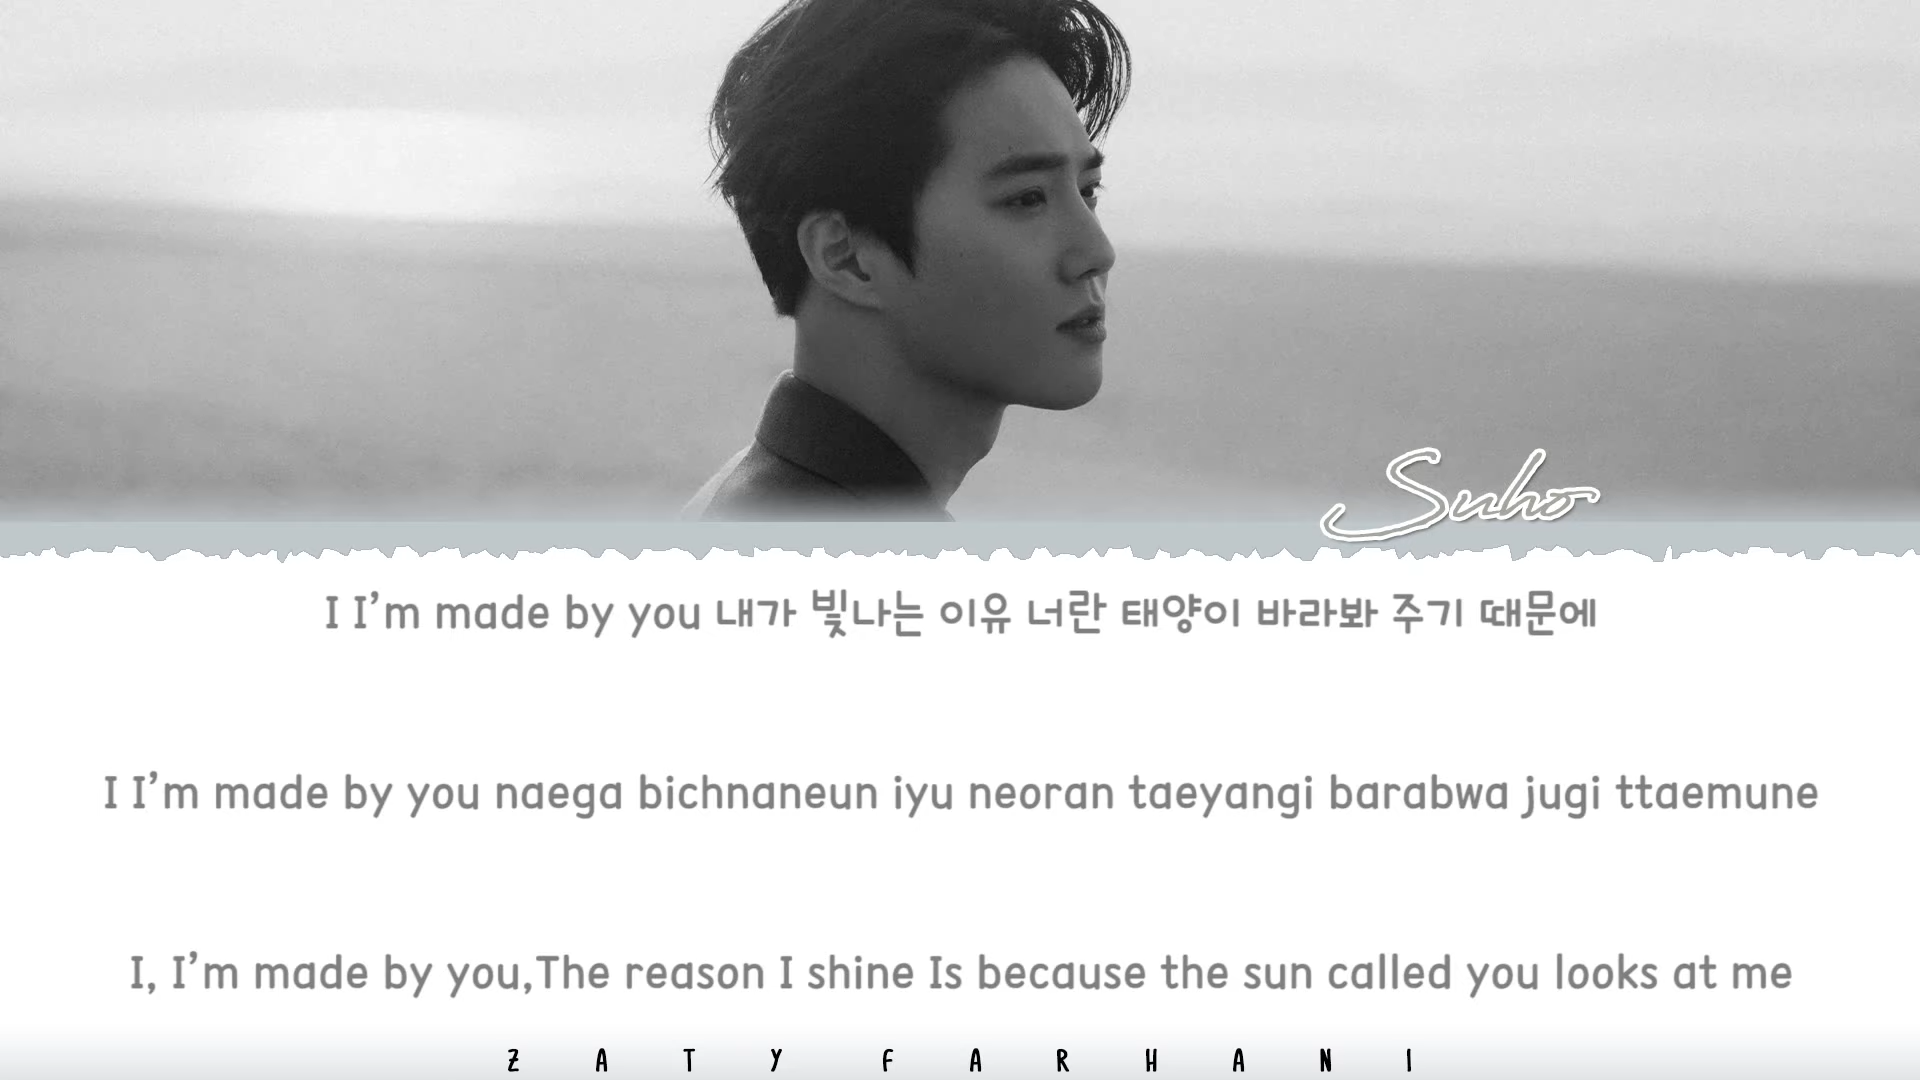 Suho
I I’m made by you 내가 빛나는 이유 너란 태양이 바라봐 주기 때문에
I I’m made by you naega bichnaneun iyu neoran taeyangi barabwa jugi ttaemune
I, I’m made by you,The reason I shine Is because the sun called you looks at me
ZATY FARHANI